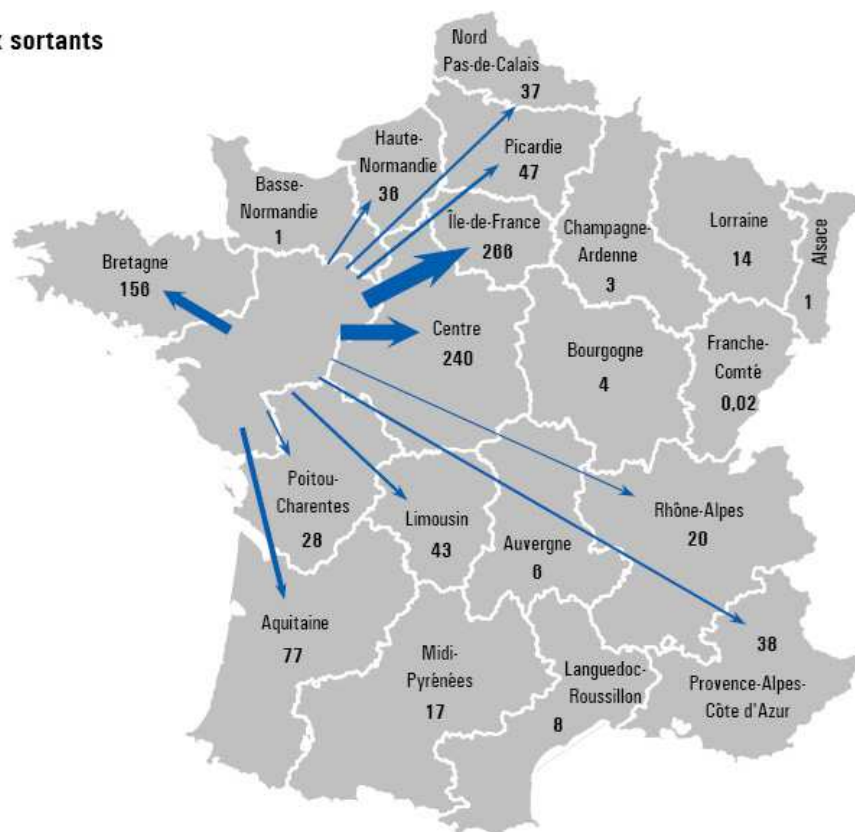 sortants
Nord
Pas-de-Calais
37
Haute-
Normandie
36
Picardie
47
Basse-
Normandie
1
Île-de-France
266
Champagne-
Ardenne
3
Lorraine
14
Alsace
1
Bretagne
156
Centre
240
Bourgogne
4
Franche-
Comté
0,02
Poitou-
Charentes
28
Limousin
43
Auvergne
6
Rhône-Alpes
20
Aquitaine
77
Midi-
Pyrénées
17
Languedoc-
Roussillon
8
38
Provence-Alpes-
Côte d'Azur